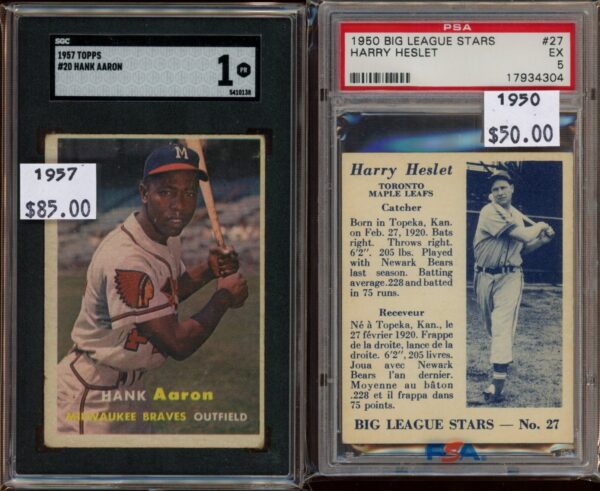 SGC
1957 TOPPS
#20 HANK AARON
1
PR
5410138
1957
$85.00
M
HANK Aaron
MILWAUKEE BRAVES OUTFIELD
PSA
1950 BIG LEAGUE STARS #27
HARRY HESLET EX
5
17934304
1950
$50.00
Harry Heslet
TORONTO
MAPLE LEAFS
Catcher
Born in Topeka, Kan.
on Feb. 27, 1920. Bats
right. Throws right.
6'2". 205 lbs. Played
with Newark Bears
last season. Batting
average .228 and batted
in 75 runs.
Receveur
Né à Topeka, Kan., le
27 février 1920. Frappe
de la droite, lance de la
droite. 6'2", 205 livres.
Joua avec Newark
Bears l'an dernier.
Moyenne au bâton
.228 et il frappa dans
75 points.
BIG LEAGUE STARS — No. 27
PSA